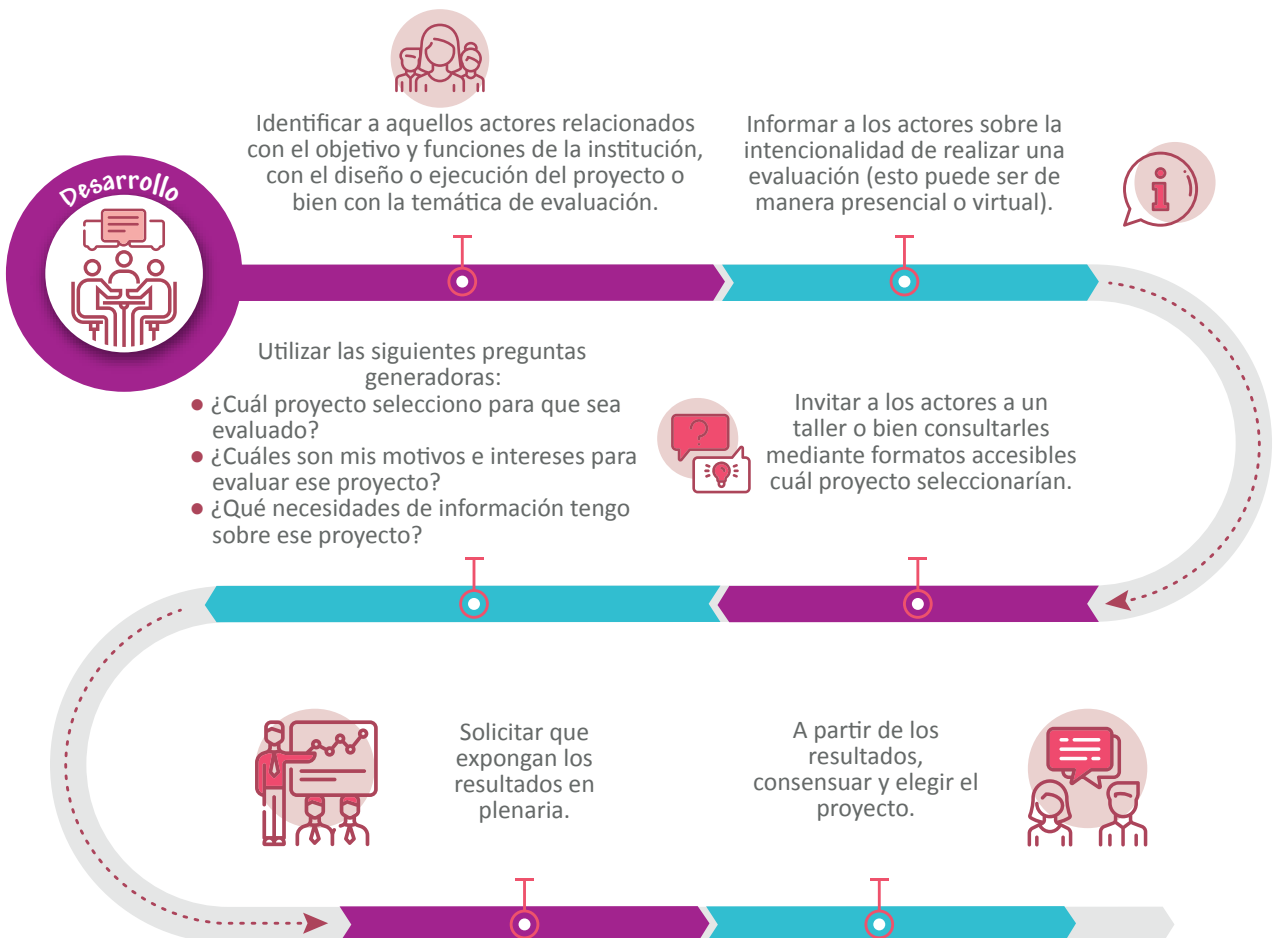 Desarrollo
Identificar a aquellos actores relacionados
con el objetivo y funciones de la institución,
con el diseño o ejecución del proyecto o
bien con la temática de evaluación.
Informar a los actores sobre la
intencionalidad de realizar una
evaluación (esto puede ser de
manera presencial o virtual).
Invitar a los actores a un
taller o bien consultarles
mediante formatos accesibles
cuál proyecto seleccionarían.
Utilizar las siguientes preguntas
generadoras:
● ¿Cuál proyecto selecciono para que sea
evaluado?
● ¿Cuáles son mis motivos e intereses para
evaluar ese proyecto?
● ¿Qué necesidades de información tengo
sobre ese proyecto?
Solicitar que
expongan los
resultados en
plenaria.
A partir de los
resultados,
consensuar y elegir el
proyecto.